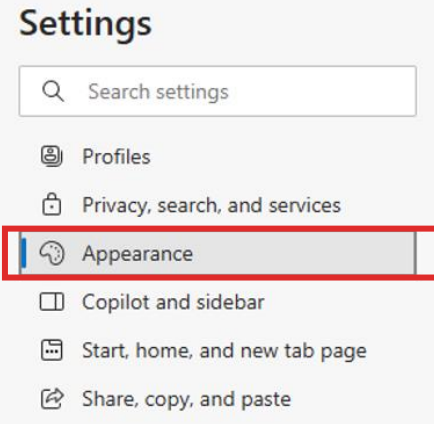 Settings
Search settings
Profiles
Privacy, search, and services
Appearance
Copilot and sidebar
Start, home, and new tab page
Share, copy, and paste